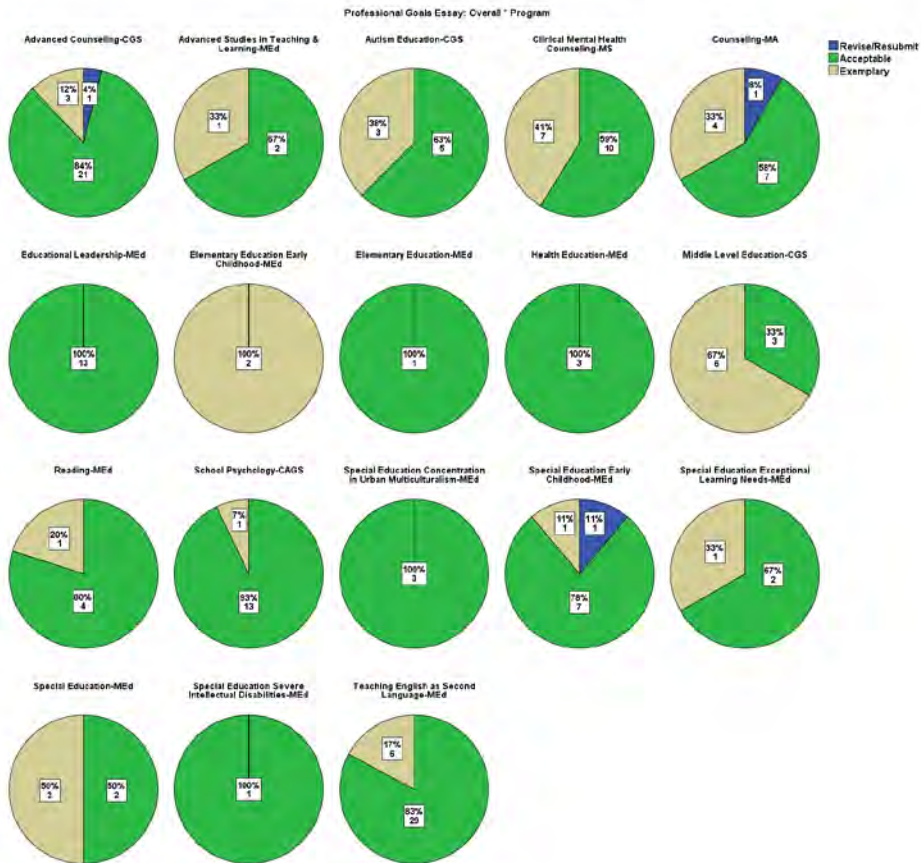 Professional Goals Essay: Overall * Program
Revise/Resubmit
Acceptable
Exemplary
Advanced Counseling-CGS
12%
3
4%
1
84%
21
Advanced Studies in Teaching &
Learning-MEd
33%
1
67%
2
Autism Education-CGS
38%
3
63%
5
Clinical Mental Health
Counseling-MS
41%
7
59%
10
Counseling-MA
33%
4
8%
1
58%
7
Educational Leadership-MEd
100%
13
Elementary Education Early
Childhood-MEd
100%
2
Elementary Education-MEd
100%
1
Health Education-MEd
100%
3
Middle Level Education-CGS
67%
6
33%
3
Reading-MEd
20%
1
80%
4
School Psychology-CAGS
7%
1
93%
13
Special Education Concentration
in Urban Multiculturalism-MEd
100%
3
Special Education Early
Childhood-MEd
11%
1
11%
1
78%
7
Special Education Exceptional
Learning Needs-MEd
33%
1
67%
2
Special Education-MEd
50%
2
50%
2
Special Education Severe
Intellectual Disabilities-MEd
100%
1
Teaching English as Second
Language-MEd
17%
6
83%
29